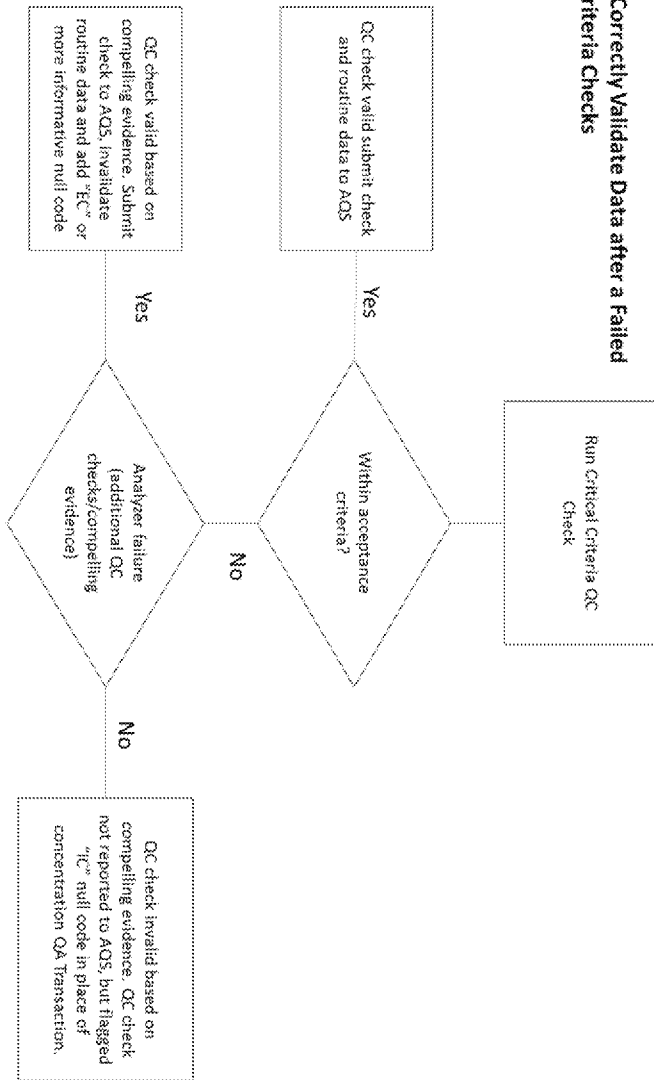 Correctly Validate Data after a Failed
riteria Checks
Run Critical Criteria QC
Check
Within acceptance
criteria?
Yes
QC check valid submit check
and routine data to AQS
No
Analyzer failure
(additional QC
checks/compelling
evidence)
Yes
QC check valid based on
compelling evidence. Submit
check to AQS, invalidate
routine data and add "EC" or
more informative null code
No
QC check invalid based on
compelling evidence. QC check
not reported to AQS, but flagged
"IC" null code in place of
concentration QA Transaction.